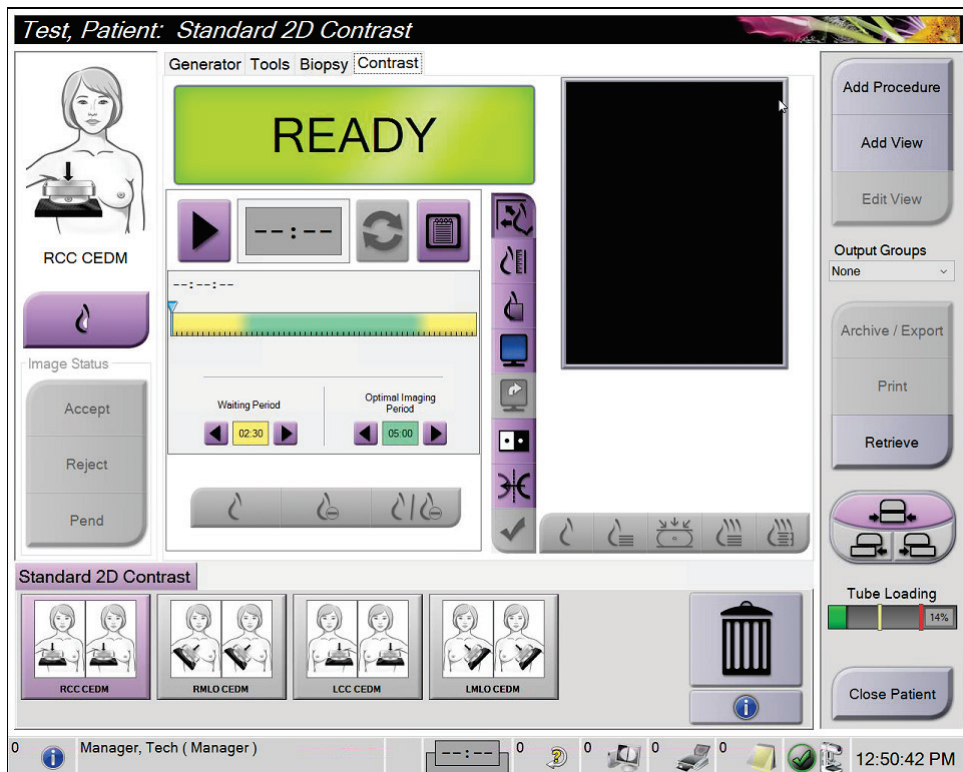 Test, Patient: Standard 2D Contrast
Generator Tools Biopsy Contrast
READY
--:--
--:--:--
Waiting Period
02:30
Optimal Imaging
Period
05:00
RCC CEDM
Image Status
Accept
Reject
Pend
Add Procedure
Add View
Edit View
Output Groups
None
Archive / Export
Print
Retrieve
Tube Loading
14%
Close Patient
Standard 2D Contrast
RCC CEDM
RMLO CEDM
LCC CEDM
LMLO CEDM
0 Manager, Tech ( Manager ) --:-- 0 0 0 0 12:50:42 PM